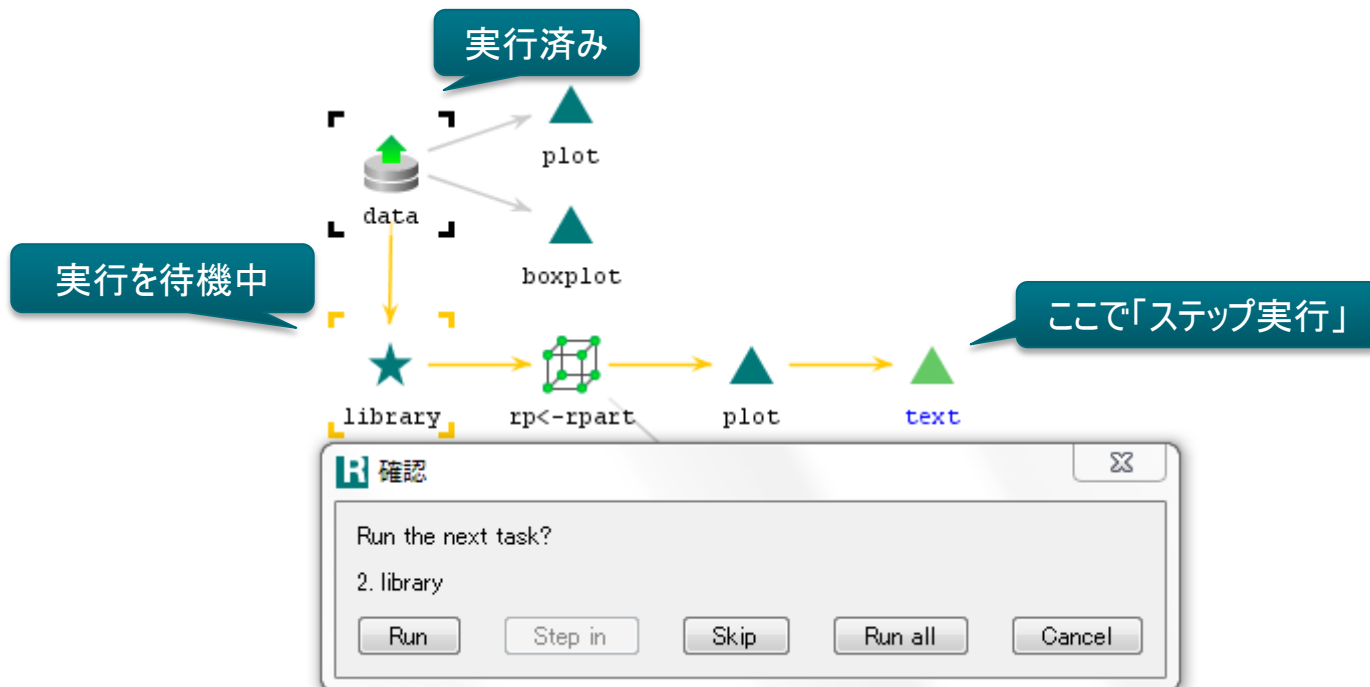 実行済み
plot
data
boxplot
実行を待機中
ここで「ステップ実行」
library
rp<-rpart
plot
text
R 確認
Run the next task?
2. library
Run
Step in
Skip
Run all
Cancel